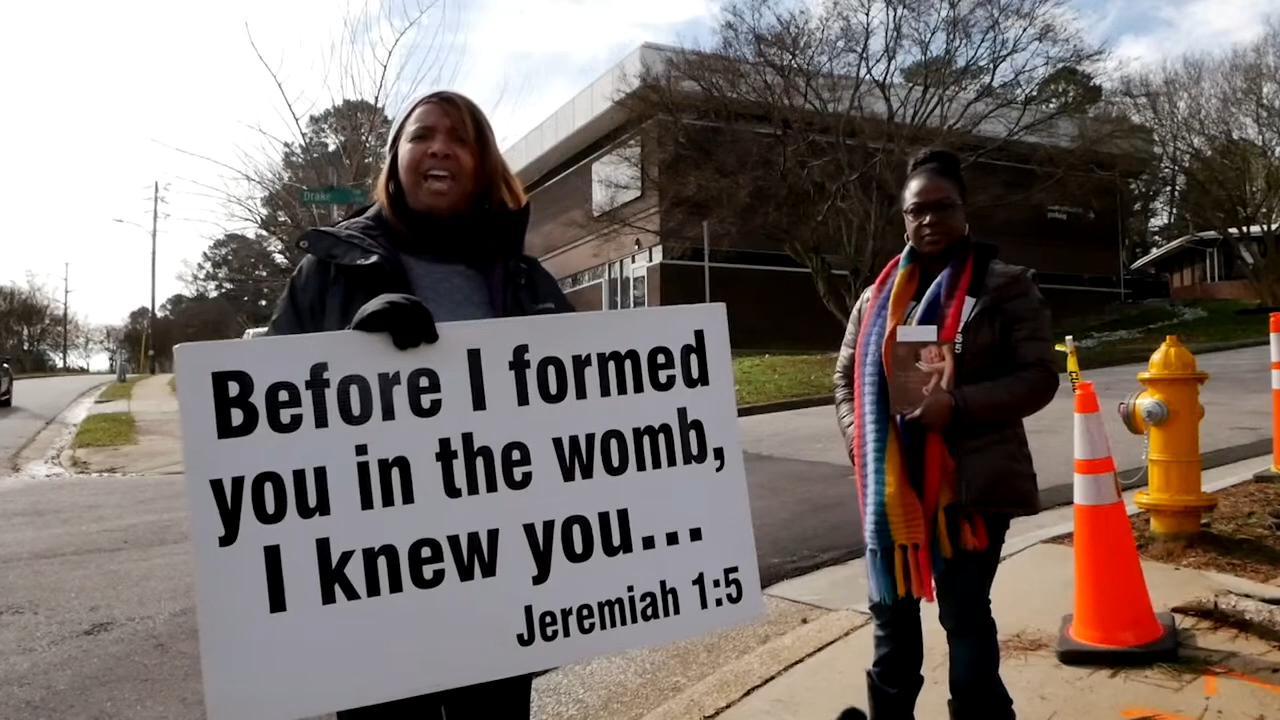 Drake
Before I formed
you in the womb,
I knew you...
Jeremiah 1:5